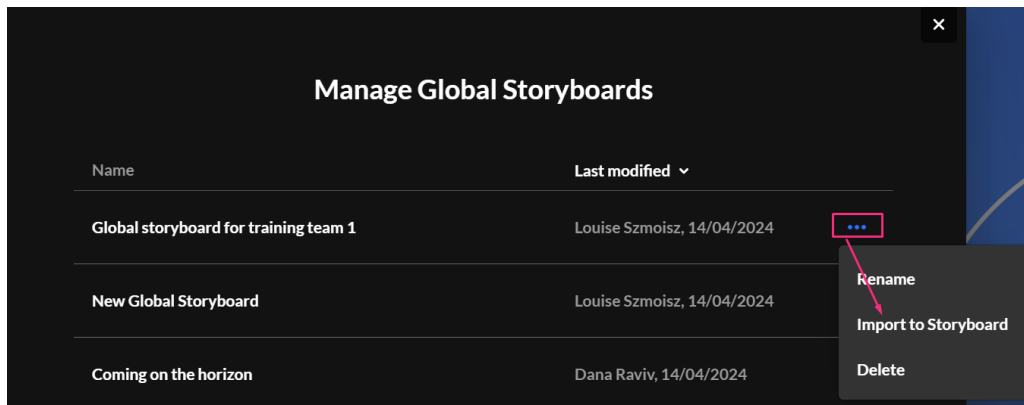 Manage Global Storyboards
Name Last modified
Global storyboard for training team 1 Louise Szmoisz, 14/04/2024
Rename
New Global Storyboard Louise Szmoisz, 14/04/2024
Import to Storyboard
Coming on the horizon Dana Raviv, 14/04/2024
Delete